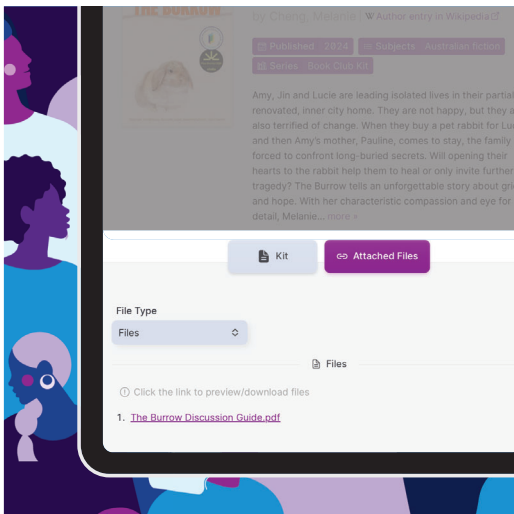 THE BURROW
by Cheng, Melanie | W Author entry in Wikipedia
Published 2024 Subjects Australian fiction
Series Book Club Kit
Amy, Jin and Lucie are leading isolated lives in their partial
renovated, inner city home. They are not happy, but they a
also terrified of change. When they buy a pet rabbit for Luc
and then Amy's mother, Pauline, comes to stay, the family
forced to confront long-buried secrets. Will opening their
hearts to the rabbit help them to heal or only invite further
tragedy? The Burrow tells an unforgettable story about grie
and hope. With her characteristic compassion and eye for
detail, Melanie... more »
Kit
Attached Files
File Type
Files
Files
Click the link to preview/download files
1. The Burrow Discussion Guide.pdf